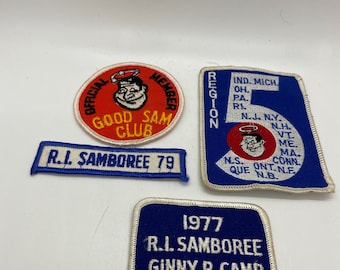 OFFICIAL MEMBER
GOOD SAM
CLUB
R.I. SAMBOREE 79
REGION 5
IND. MICH.
OH.
PA.
R.I.
N.J. N.Y.
N.H.
VT.
ME.
MA.
N.S. CONN.
QUE ONT. N.F.
N.B.
1977
R.I. SAMBOREE
GINNY B CAMP